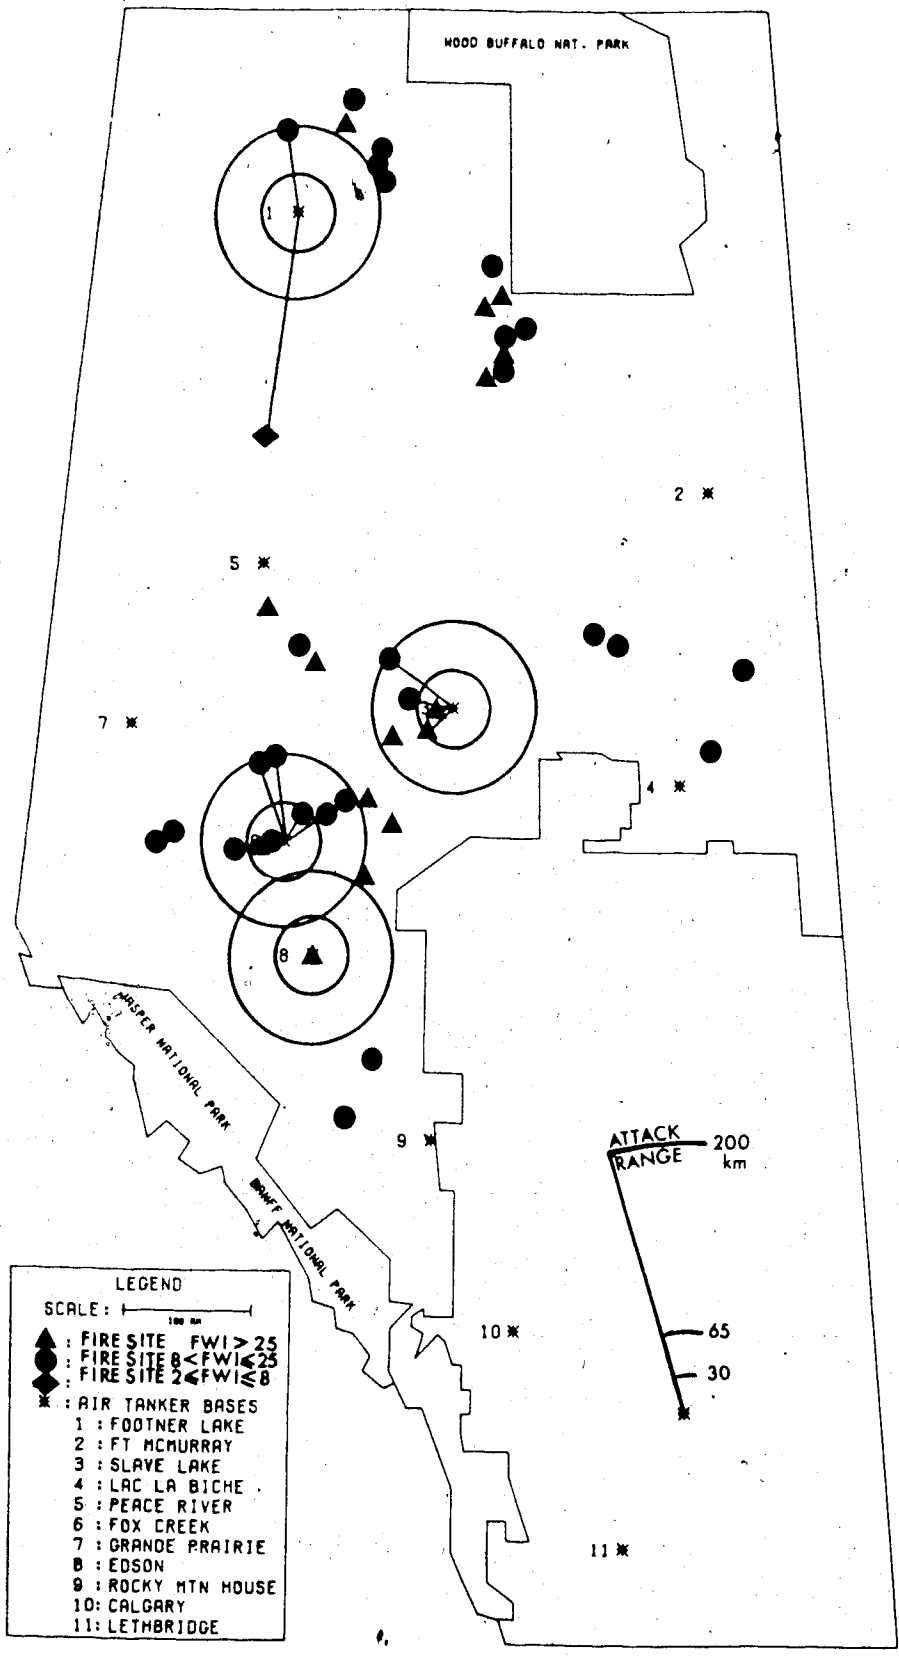 WOOD BUFFALO NAT. PARK
1
2
5
3
7
4
8
JASPER NATIONAL PARK
ATTACK
RANGE
200
km
9
BANFF NATIONAL PARK
65
10
30
11
LEGEND
SCALE:
100 KM
: FIRE SITE FWI > 25
: FIRE SITE 8 < FWI ⩽ 25
: FIRE SITE 2 ⩽ FWI ⩽ 8
: AIR TANKER BASES
1 : FOOTNER LAKE
2 : FT MCMURRAY
3 : SLAVE LAKE
4 : LAC LA BICHE .
5 : PEACE RIVER
6 : FOX CREEK
7 : GRANDE PRAIRIE
8 : EDSON
9 : ROCKY MTN HOUSE
10: CALGARY
11: LETHBRIDGE